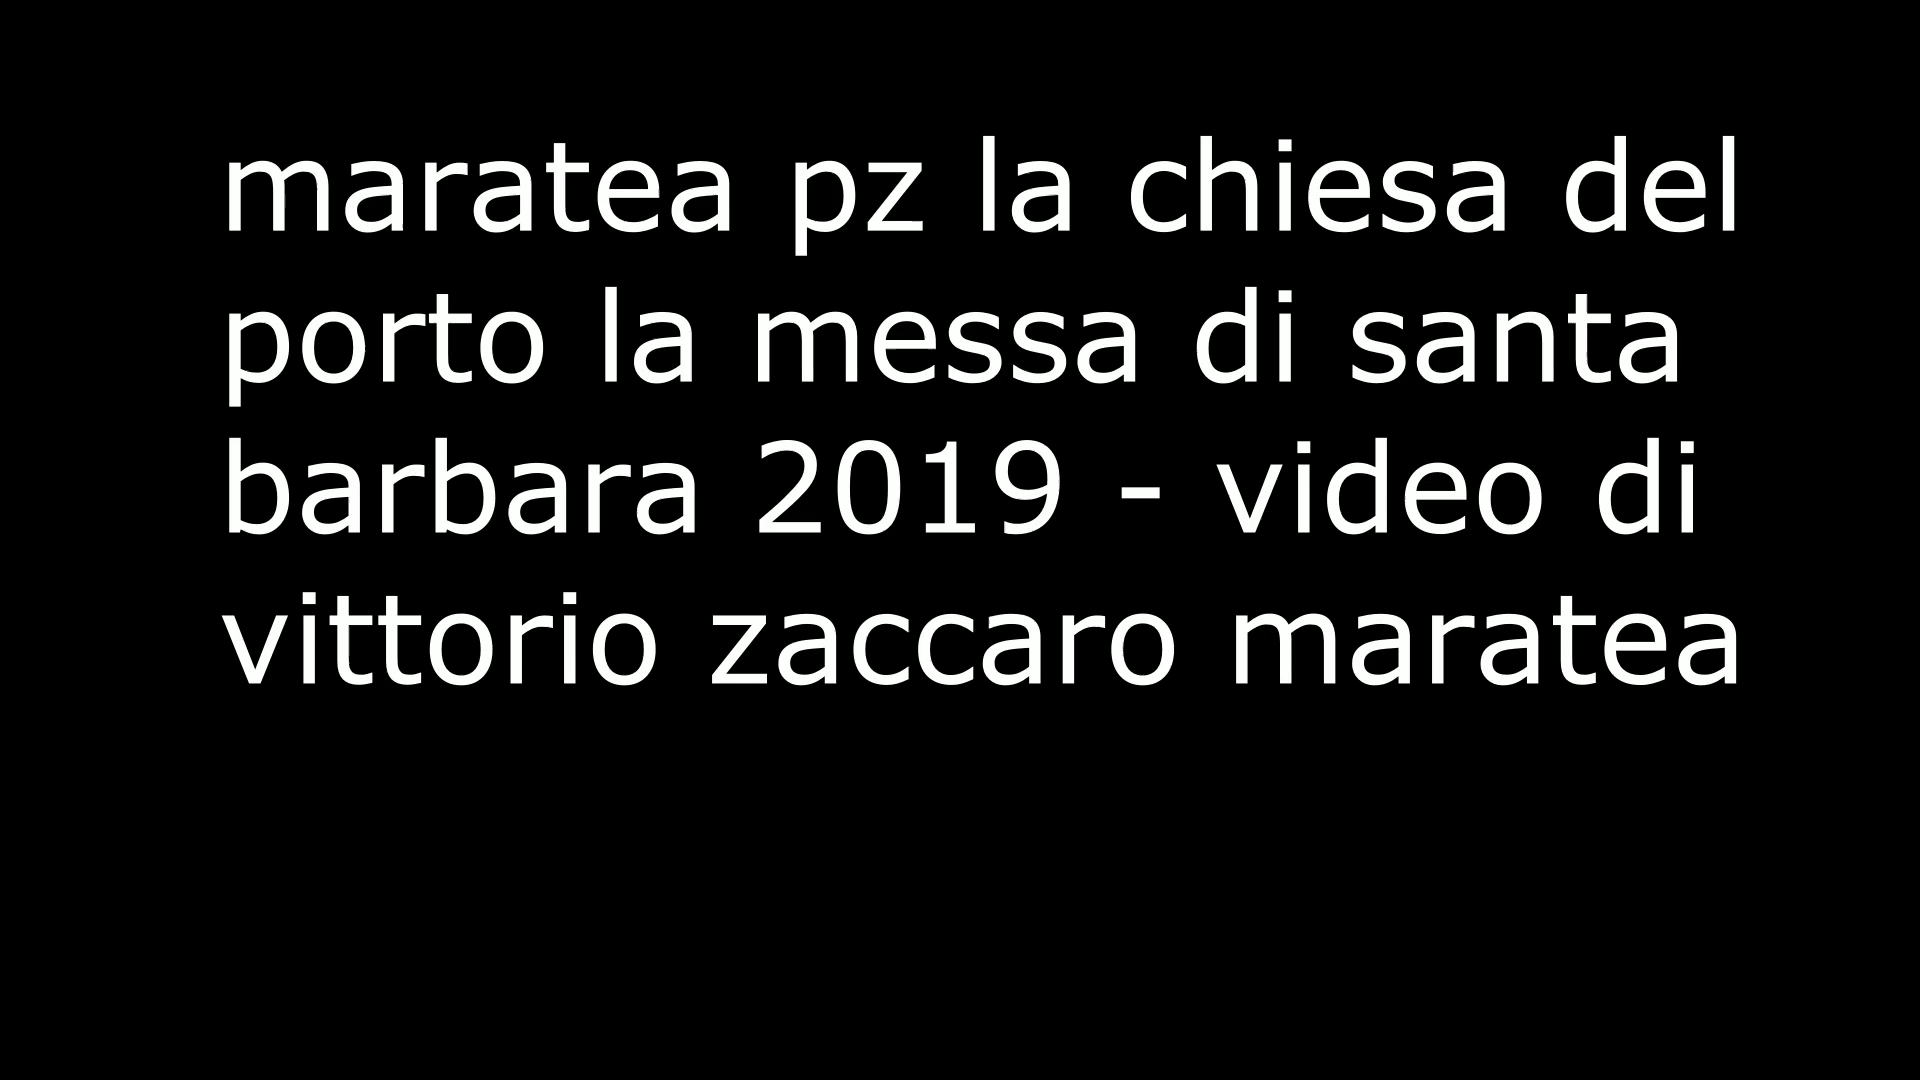 maratea pz la chiesa del
porto la messa di santa
barbara 2019 - video di
vittorio zaccaro maratea